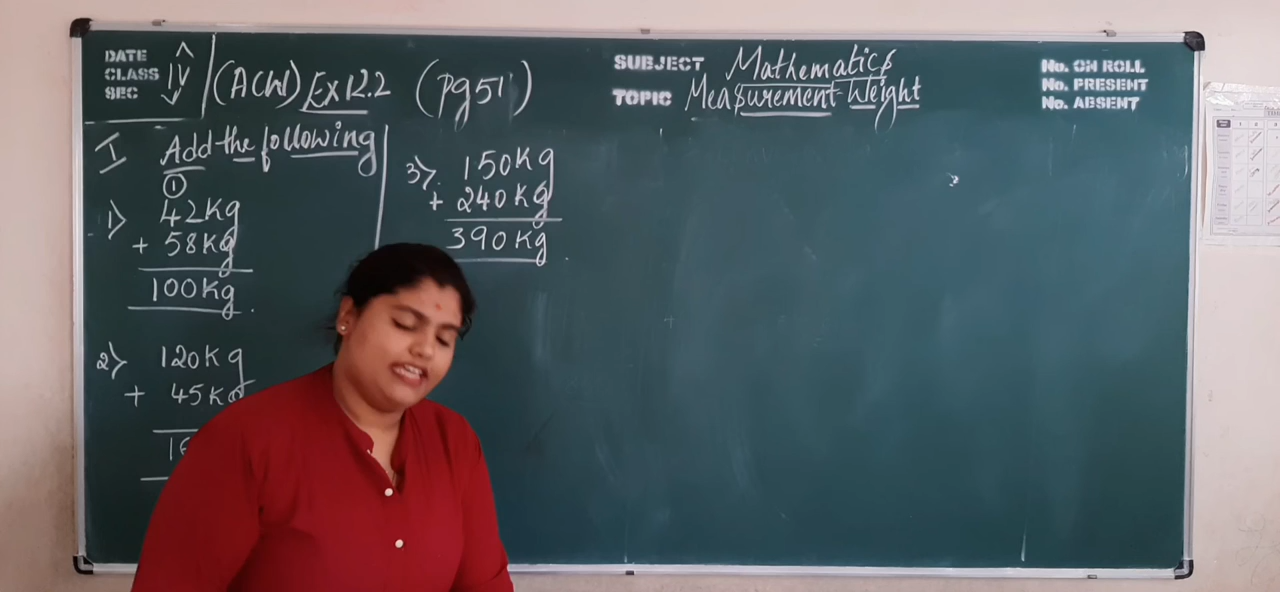 DATE
CLASS IV
SEC
(ACW) Ex 12.2 (Pg 51)
SUBJECT Mathematics
TOPIC Measurement Weight
No. ON ROLL
No. PRESENT
No. ABSENT
I Add the following
1
1) 42Kg
+ 58Kg
100Kg.
2) 120Kg
+ 45Kg
16
3) 150Kg
+ 240Kg
390Kg.